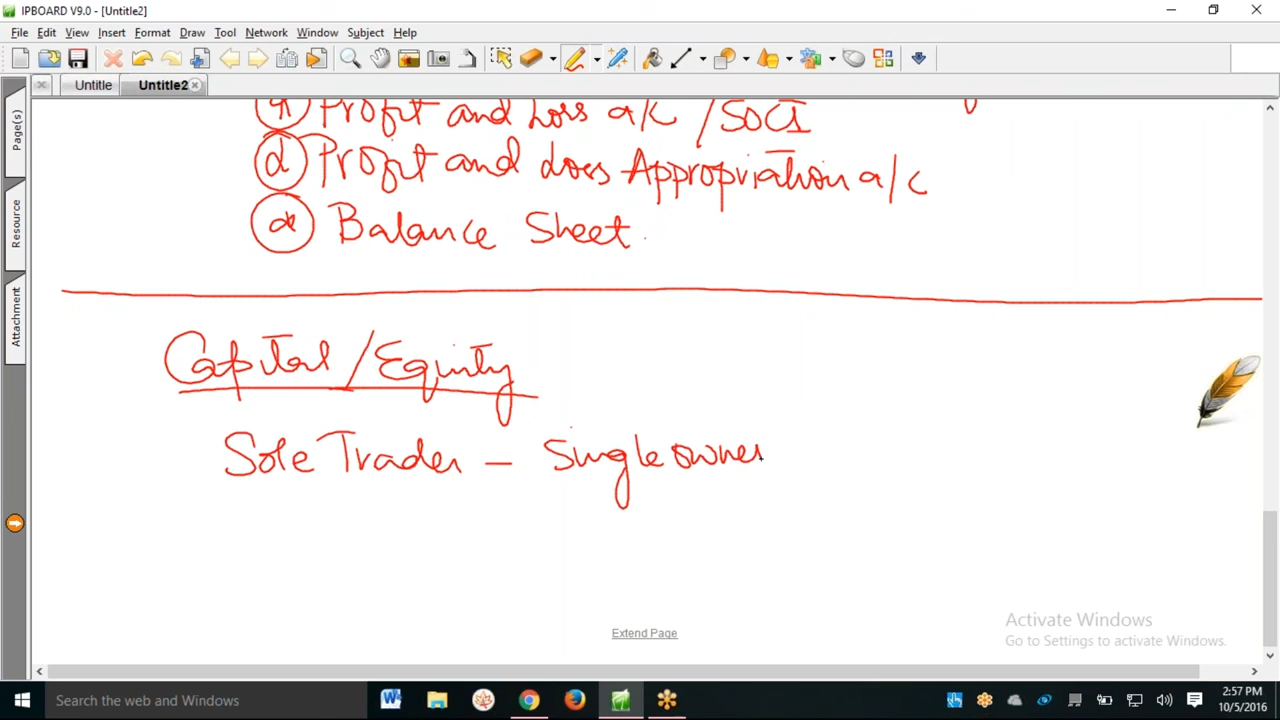 IPBOARD V9.0 - [Untitle2]
File Edit View Insert Format Draw Tool Network Window Subject Help
Untitle Untitle2
Page(s)
Resource
Attachment
Profit and Loss a/c /SOCI
Profit and Loss Appropriation a/c
Balance Sheet
Capital /Equity
Sole Trader – Single owner
Extend Page
Activate Windows
Go to Settings to activate Windows.
Search the web and Windows
2:57 PM
10/5/2016